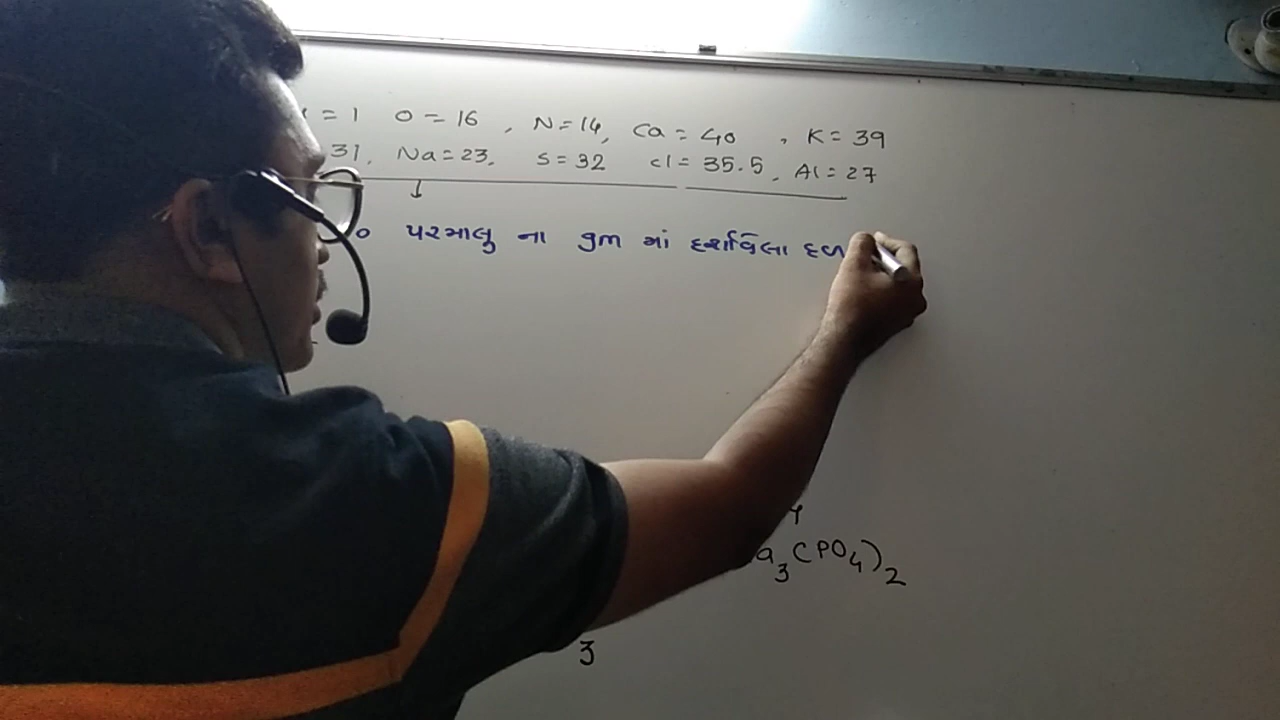 = 1 O = 16 , N = 14, Ca = 40 , K = 39
31, Na = 23, S = 32 cl = 35.5, Al = 27
પરમાણુ ના gm માં દર્શાવેલા દળ
a₃(PO₄)₂
3